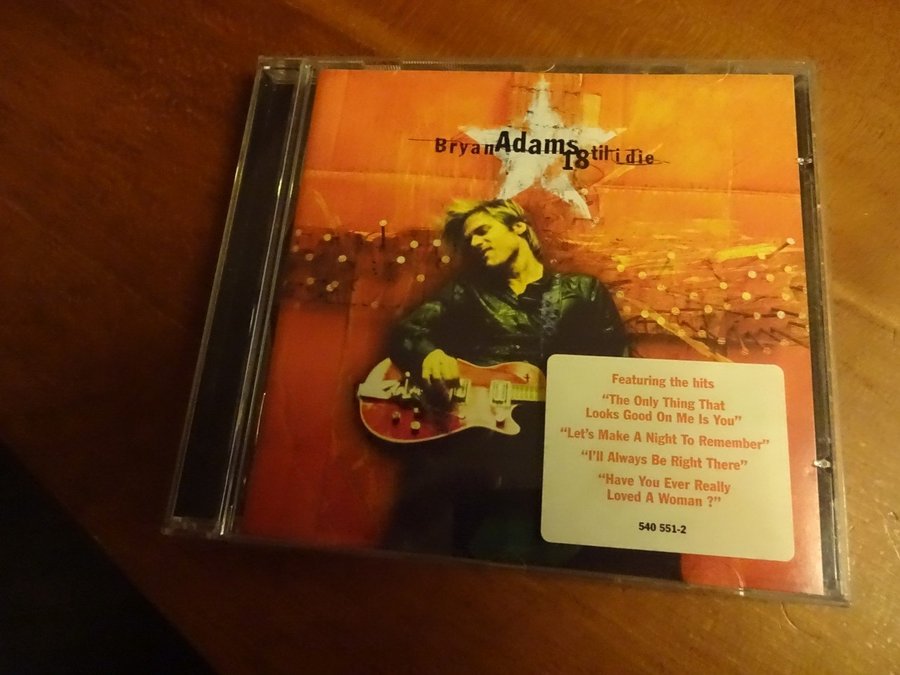 Bryan Adams
18 til i die
Featuring the hits
“The Only Thing That
Looks Good On Me Is You”
“Let’s Make A Night To Remember”
“I’ll Always Be Right There”
“Have You Ever Really
Loved A Woman ?”
540 551-2